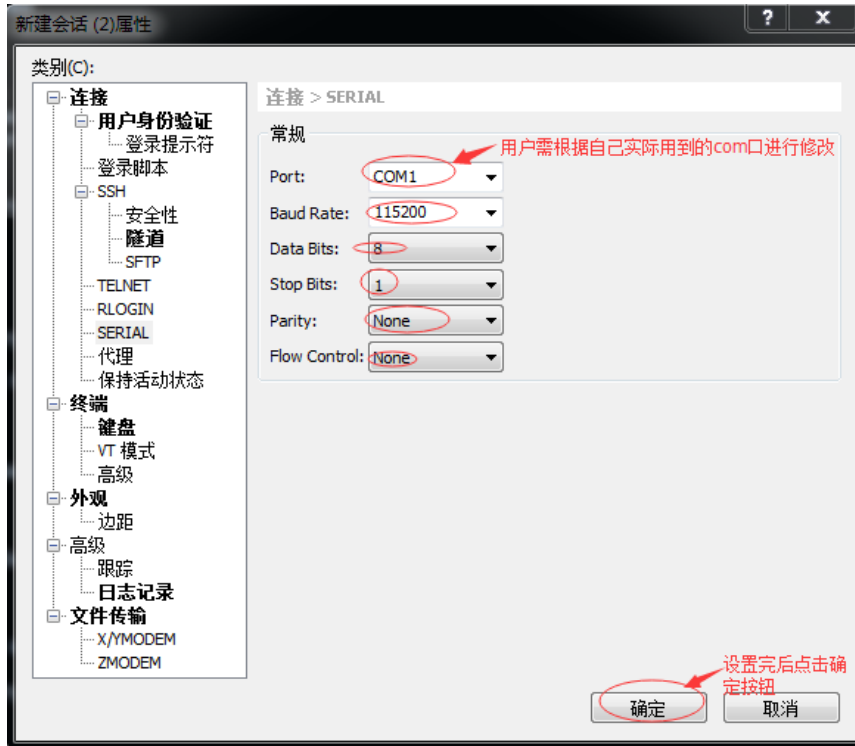 新建会话 (2)属性
类别(C):
连接
用户身份验证
登录提示符
登录脚本
SSH
安全性
隧道
SFTP
TELNET
RLOGIN
SERIAL
代理
保持活动状态
终端
键盘
VT 模式
高级
外观
边距
高级
跟踪
日志记录
文件传输
X/YMODEM
ZMODEM
连接 > SERIAL
常规
用户需根据自己实际用到的com口进行修改
Port: COM1
Baud Rate: 115200
Data Bits: 8
Stop Bits: 1
Parity: None
Flow Control: None
设置完后点击确
定按钮
确定
取消